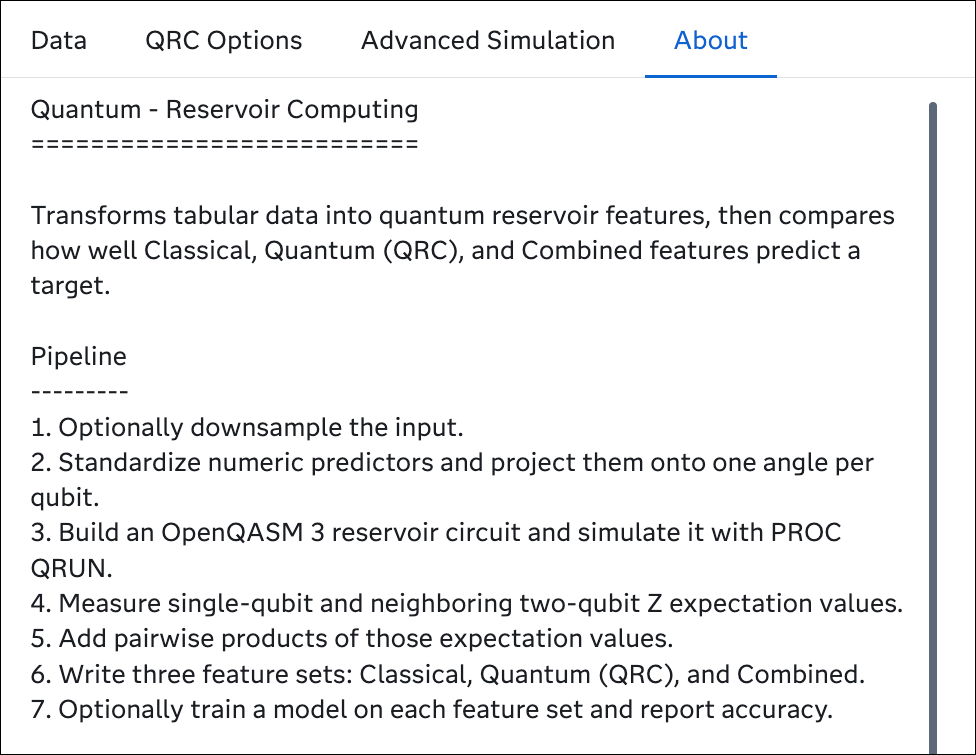 Data QRC Options Advanced Simulation About
Quantum - Reservoir Computing
==========================
Transforms tabular data into quantum reservoir features, then compares
how well Classical, Quantum (QRC), and Combined features predict a
target.
Pipeline
---------
1. Optionally downsample the input.
2. Standardize numeric predictors and project them onto one angle per
qubit.
3. Build an OpenQASM 3 reservoir circuit and simulate it with PROC
QRUN.
4. Measure single-qubit and neighboring two-qubit Z expectation values.
5. Add pairwise products of those expectation values.
6. Write three feature sets: Classical, Quantum (QRC), and Combined.
7. Optionally train a model on each feature set and report accuracy.